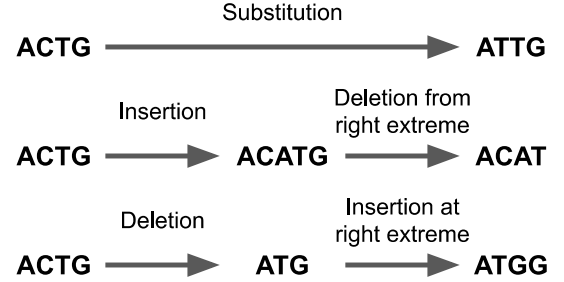 Substitution
ACTG ATTG
Insertion
Deletion from
right extreme
ACTG ACATG ACAT
Deletion
Insertion at
right extreme
ACTG ATG ATGG